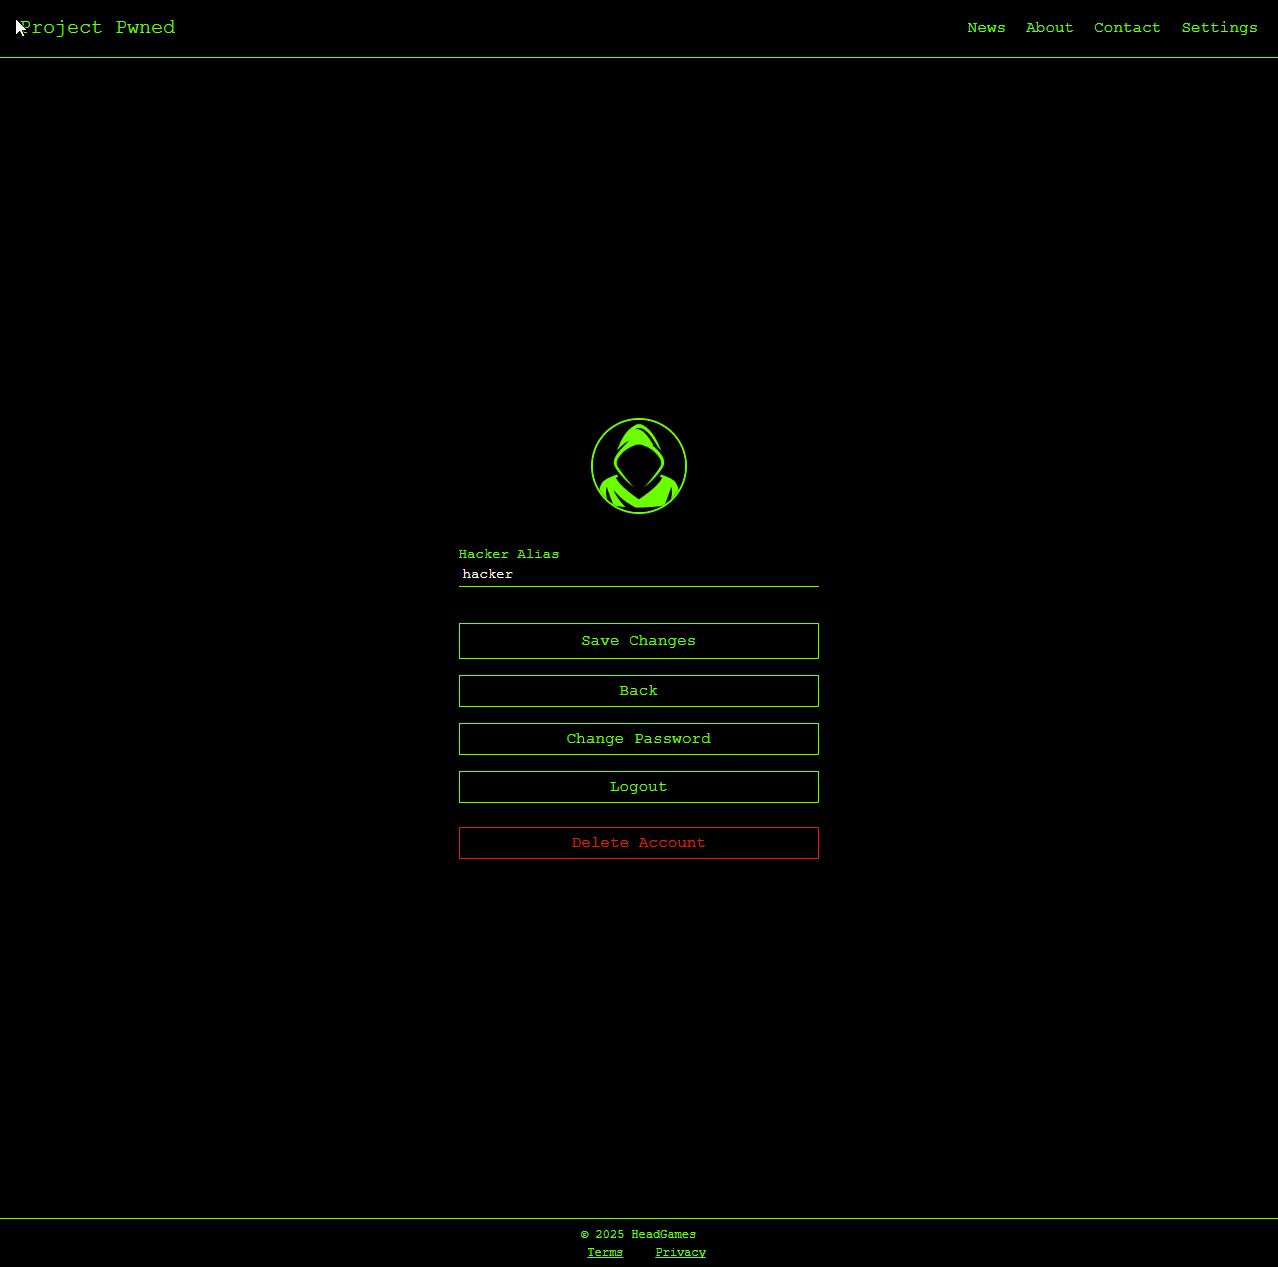 Project Pwned
News About Contact Settings
Hacker Alias
hacker
Save Changes
Back
Change Password
Logout
Delete Account
© 2025 HeadGames
Terms Privacy